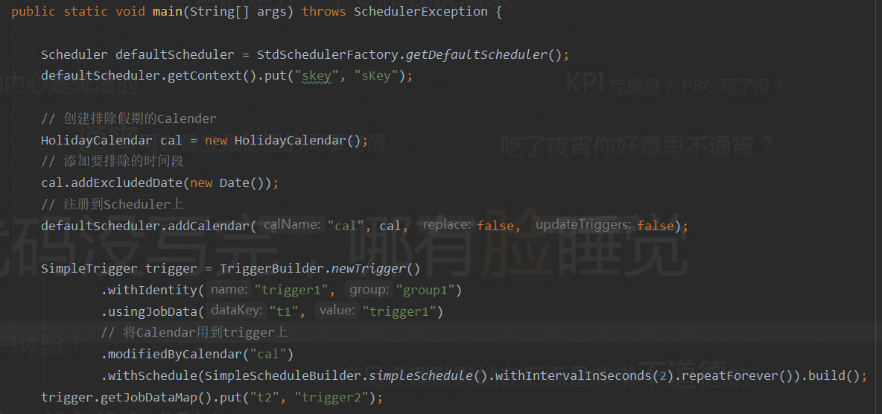 public static void main(String[] args) throws SchedulerException {
Scheduler defaultScheduler = StdSchedulerFactory.getDefaultScheduler();
defaultScheduler.getContext().put("skey", "sKey");
KPI 完成没？ PBC 写了没？
// 创建排除假期的Calender
HolidayCalendar cal = new HolidayCalendar();
吃了夜宵你好意思不通宵？
// 添加要排除的时间段
cal.addExcludedDate(new Date());
// 注册到Scheduler上
defaultScheduler.addCalendar( calName: "cal", cal, replace: false, updateTriggers: false);
代码没写完，哪有脸睡觉
SimpleTrigger trigger = TriggerBuilder.newTrigger()
.withIdentity( name: "trigger1", group: "group1")
.usingJobData( dataKey: "t1", value: "trigger1")
// 将Calendar用到trigger上
户体验！
.modifiedByCalendar("cal")
.withSchedule(SimpleScheduleBuilder.simpleSchedule().withIntervalInSeconds(2).repeatForever()).build();
trigger.getJobDataMap().put("t2", "trigger2");